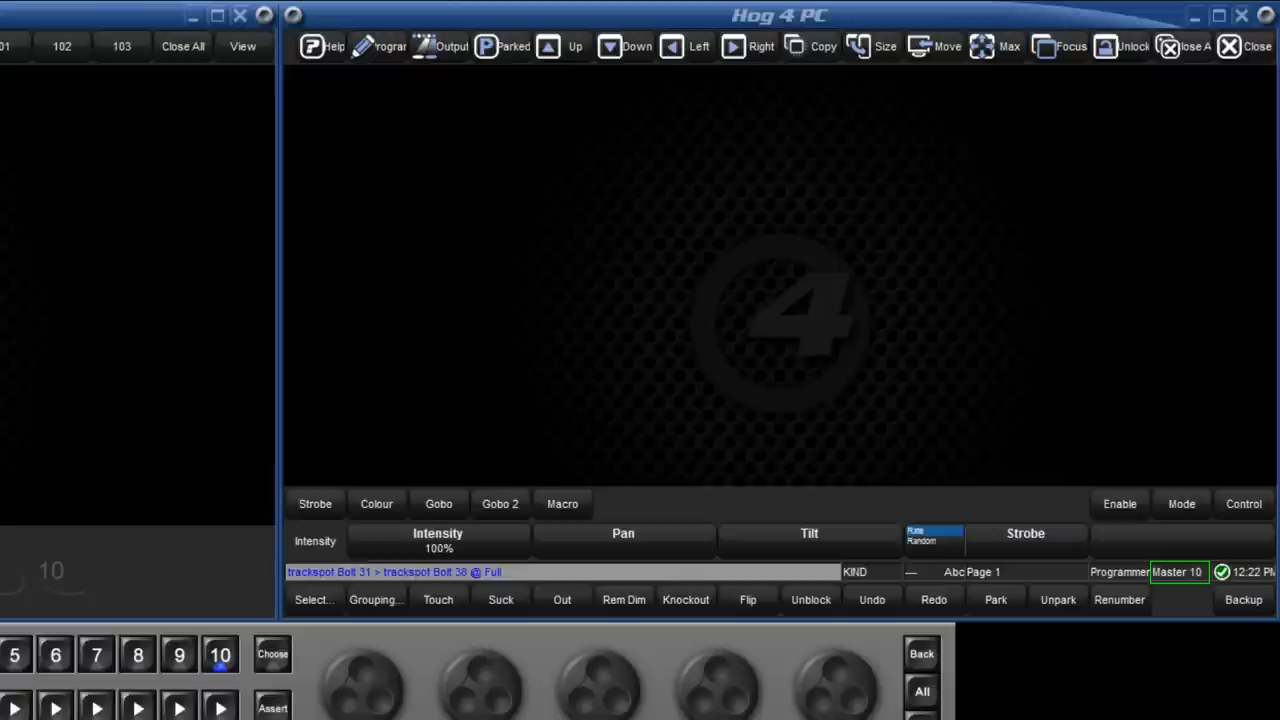 Hog 4 PC
01 102 103 Close All View
Help Progran Output Parked Up Down Left Right Copy Size Move Max Focus Unlock lose A Close
4
Strobe Colour Gobo Gobo 2 Macro Enable Mode Control
Intensity Intensity Pan Tilt Rate Strobe
100% Random
10
trackspot Bolt 31 > trackspot Bolt 38 @ Full KIND — Abc Page 1 Programmer Master 10 12:22 PM
Select... Grouping... Touch Suck Out Rem Dim Knockout Flip Unblock Undo Redo Park Unpark Renumber Backup
5 6 7 8 9 10 Choose Back
Assert All